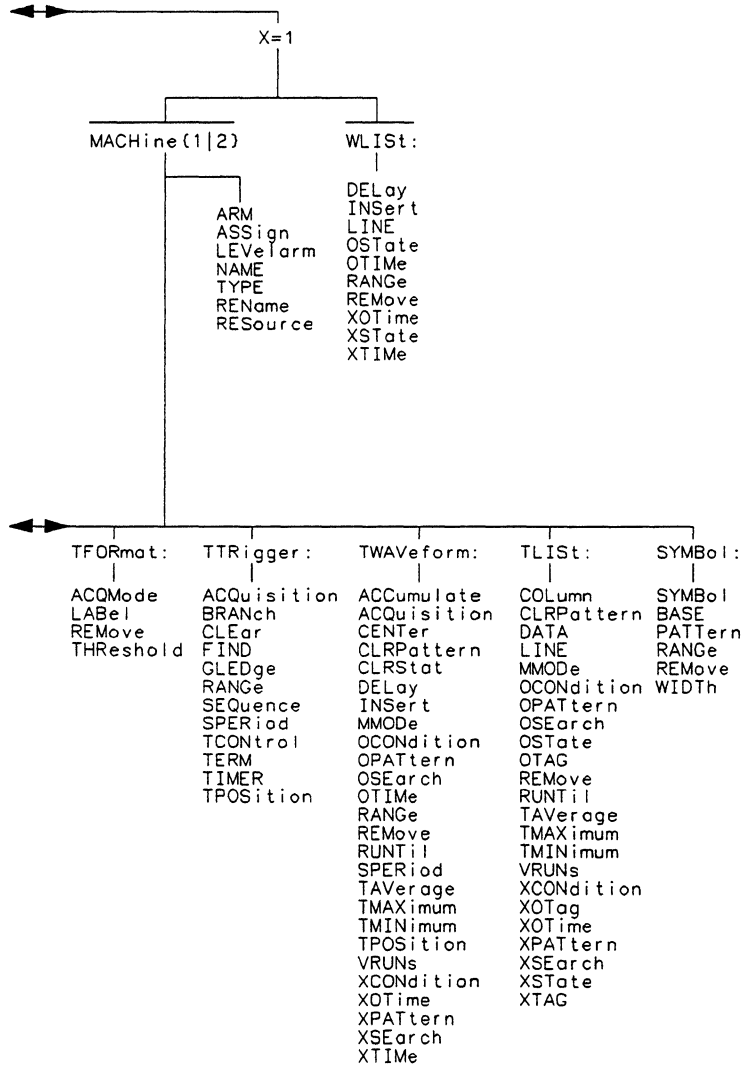 X=1
MACHine{1|2}
WLISt:
ARM
ASSign
LEVelarm
NAME
TYPE
REName
RESource
DELay
INSert
LINE
OSTate
OTIMe
RANGe
REMove
XOTime
XSTate
XTIMe
TFORmat:
ACQMode
LABel
REMove
THReshold
TTRigger:
ACQuisition
BRANch
CLEar
FIND
GLEDge
RANGe
SEQuence
SPERiod
TCONtrol
TERM
TIMER
TPOSition
TWAVeform:
ACCumulate
ACQuisition
CENTer
CLRPattern
CLRStat
DELay
INSert
MMODe
OCONdition
OPATtern
OSEarch
OTIMe
RANGe
REMove
RUNTil
SPERiod
TAVerage
TMAXimum
TMINimum
TPOSition
VRUNs
XCONdition
XOTime
XPATtern
XSEarch
XTIMe
TLISt:
COLumn
CLRPattern
DATA
LINE
MMODe
OCONdition
OPATtern
OSEarch
OSTate
OTAG
REMove
RUNTil
TAVerage
TMAXimum
TMINimum
VRUNs
XCONdition
XOTag
XOTime
XPATtern
XSEarch
XSTate
XTAG
SYMBol:
SYMBol
BASE
PATTern
RANGe
REMove
WIDTh